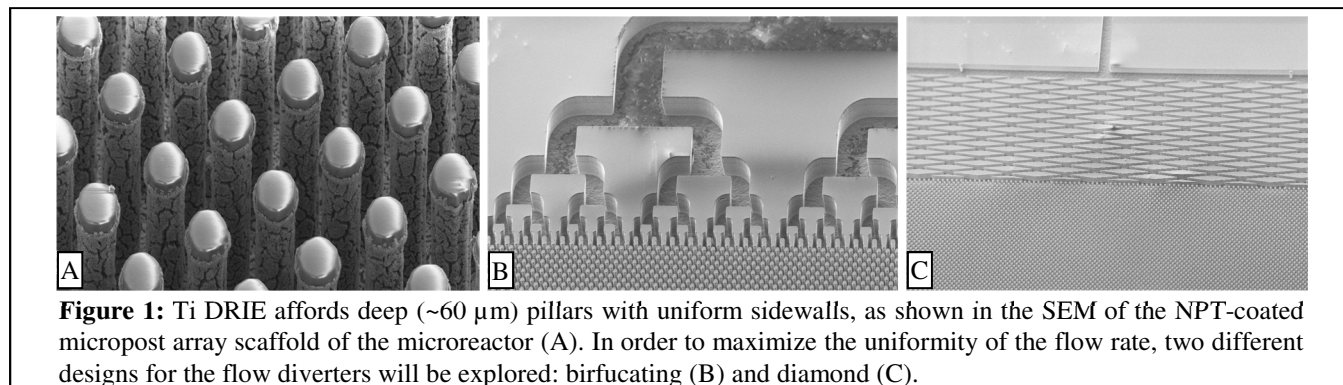 A
B
C
Figure 1: Ti DRIE affords deep (~60 µm) pillars with uniform sidewalls, as shown in the SEM of the NPT-coated
micropost array scaffold of the microreactor (A). In order to maximize the uniformity of the flow rate, two different
designs for the flow diverters will be explored: birfucating (B) and diamond (C).